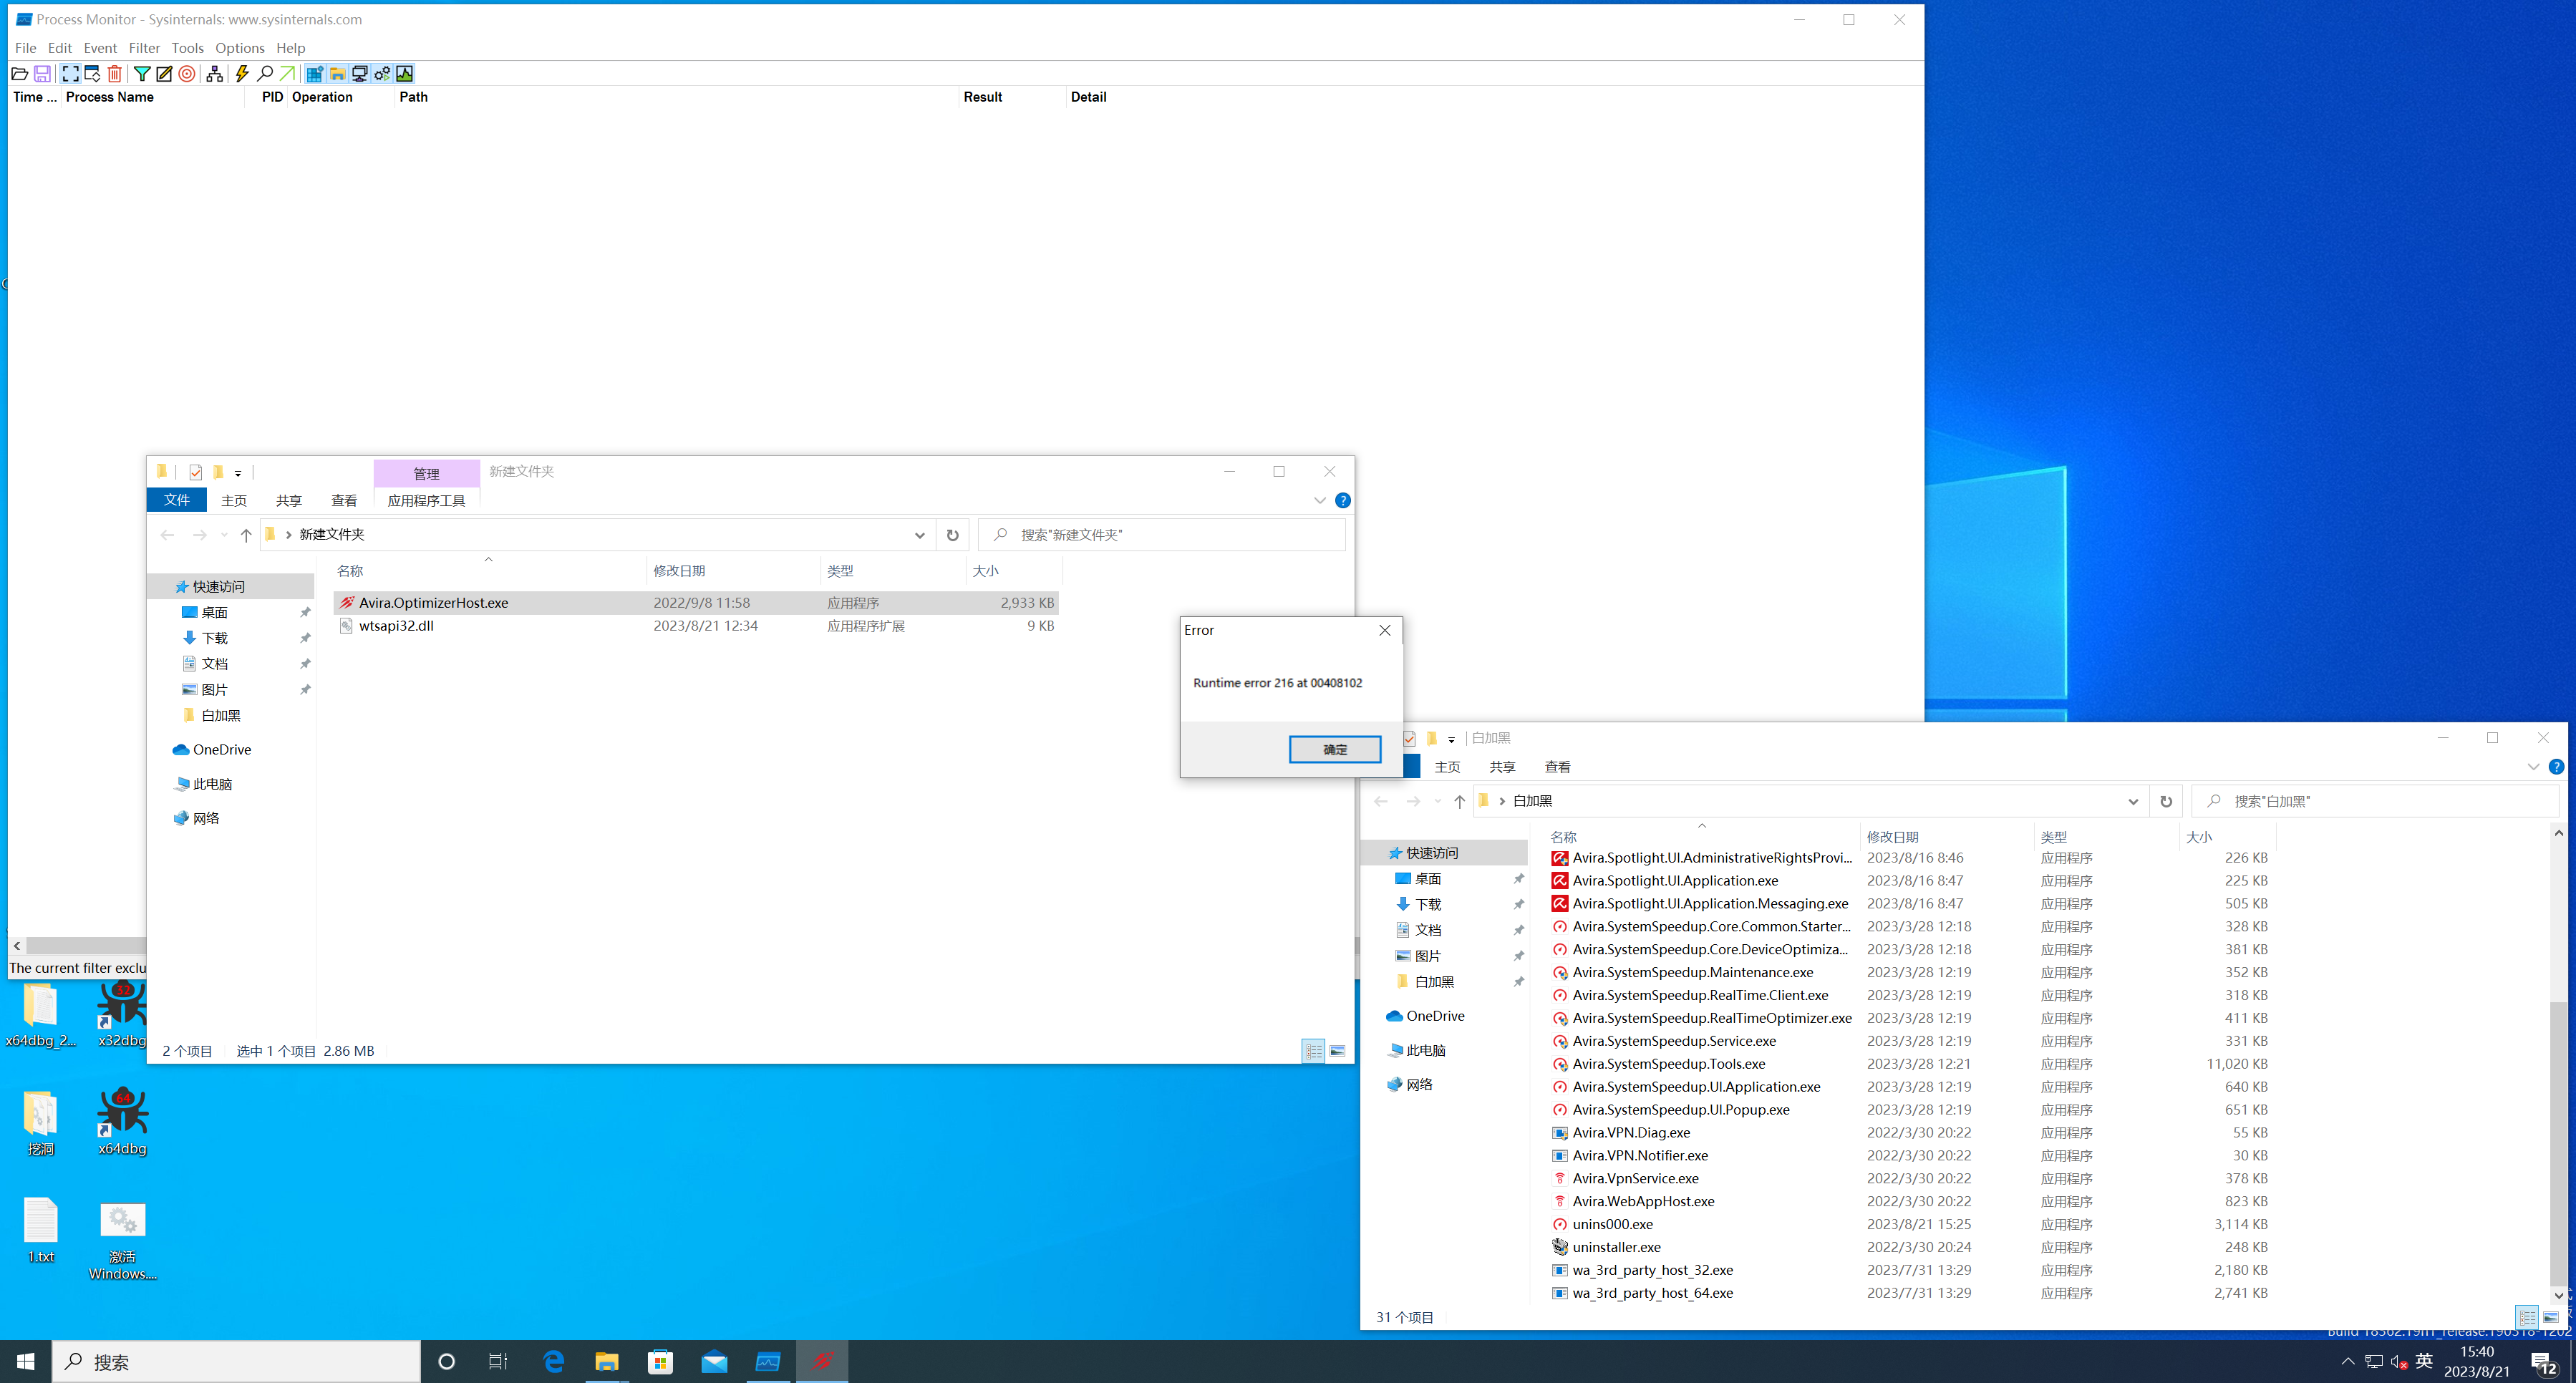 Process Monitor - Sysinternals: www.sysinternals.com
File Edit Event Filter Tools Options Help
Time ... Process Name PID Operation Path Result Detail
管理 新建文件夹
文件 主页 共享 查看 应用程序工具
新建文件夹 搜索"新建文件夹"
名称 修改日期 类型 大小
快速访问
桌面
下载
文档
图片
白加黑
OneDrive
此电脑
网络
Avira.OptimizerHost.exe 2022/9/8 11:58 应用程序 2,933 KB
wtsapi32.dll 2023/8/21 12:34 应用程序扩展 9 KB
2 个项目 选中 1 个项目 2.86 MB
Error
Runtime error 216 at 00408102
确定
白加黑
主页 共享 查看
白加黑 搜索"白加黑"
名称 修改日期 类型 大小
快速访问
桌面
下载
文档
图片
白加黑
OneDrive
此电脑
网络
Avira.Spotlight.UI.AdministrativeRightsProvi... 2023/8/16 8:46 应用程序 226 KB
Avira.Spotlight.UI.Application.exe 2023/8/16 8:47 应用程序 225 KB
Avira.Spotlight.UI.Application.Messaging.exe 2023/8/16 8:47 应用程序 505 KB
Avira.SystemSpeedup.Core.Common.Starter... 2023/3/28 12:18 应用程序 328 KB
Avira.SystemSpeedup.Core.DeviceOptimiza... 2023/3/28 12:18 应用程序 381 KB
Avira.SystemSpeedup.Maintenance.exe 2023/3/28 12:19 应用程序 352 KB
Avira.SystemSpeedup.RealTime.Client.exe 2023/3/28 12:19 应用程序 318 KB
Avira.SystemSpeedup.RealTimeOptimizer.exe 2023/3/28 12:19 应用程序 411 KB
Avira.SystemSpeedup.Service.exe 2023/3/28 12:19 应用程序 331 KB
Avira.SystemSpeedup.Tools.exe 2023/3/28 12:21 应用程序 11,020 KB
Avira.SystemSpeedup.UI.Application.exe 2023/3/28 12:19 应用程序 640 KB
Avira.SystemSpeedup.UI.Popup.exe 2023/3/28 12:19 应用程序 651 KB
Avira.VPN.Diag.exe 2022/3/30 20:22 应用程序 55 KB
Avira.VPN.Notifier.exe 2022/3/30 20:22 应用程序 30 KB
Avira.VpnService.exe 2022/3/30 20:22 应用程序 378 KB
Avira.WebAppHost.exe 2022/3/30 20:22 应用程序 823 KB
unins000.exe 2023/8/21 15:25 应用程序 3,114 KB
uninstaller.exe 2022/3/30 20:24 应用程序 248 KB
wa_3rd_party_host_32.exe 2023/7/31 13:29 应用程序 2,180 KB
wa_3rd_party_host_64.exe 2023/7/31 13:29 应用程序 2,741 KB
31 个项目
The current filter exclu
32
x64dbg_2... x32dbg
64
挖洞 x64dbg
1.txt 激活
Windows....
搜索
英
15:40
2023/8/21
12